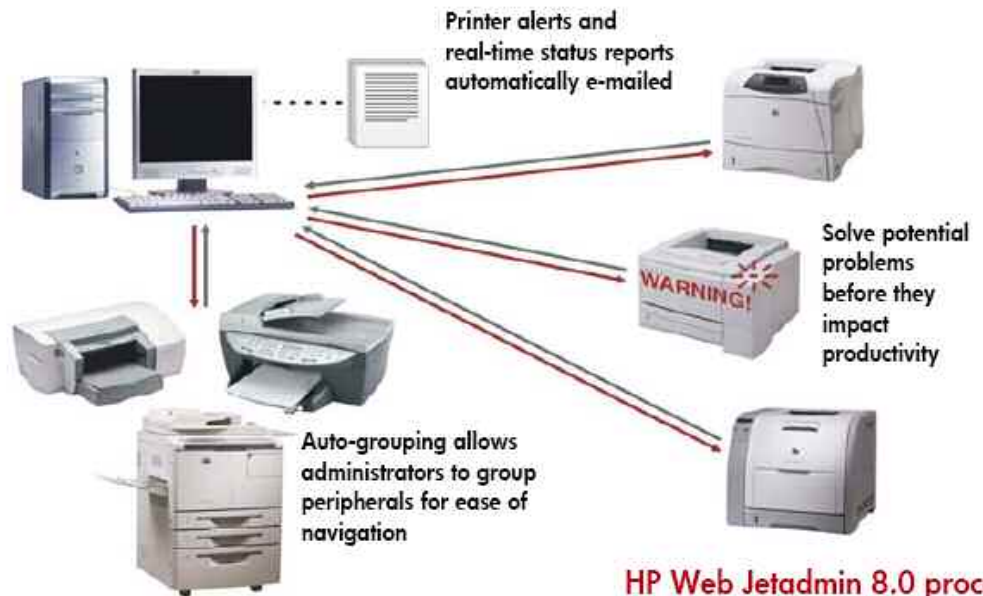 Printer alerts and
real-time status reports
automatically e-mailed
WARNING!
Solve potential
problems
before they
impact
productivity
Auto-grouping allows
administrators to group
peripherals for ease of
navigation
HP Web Jetadmin 8.0 proc